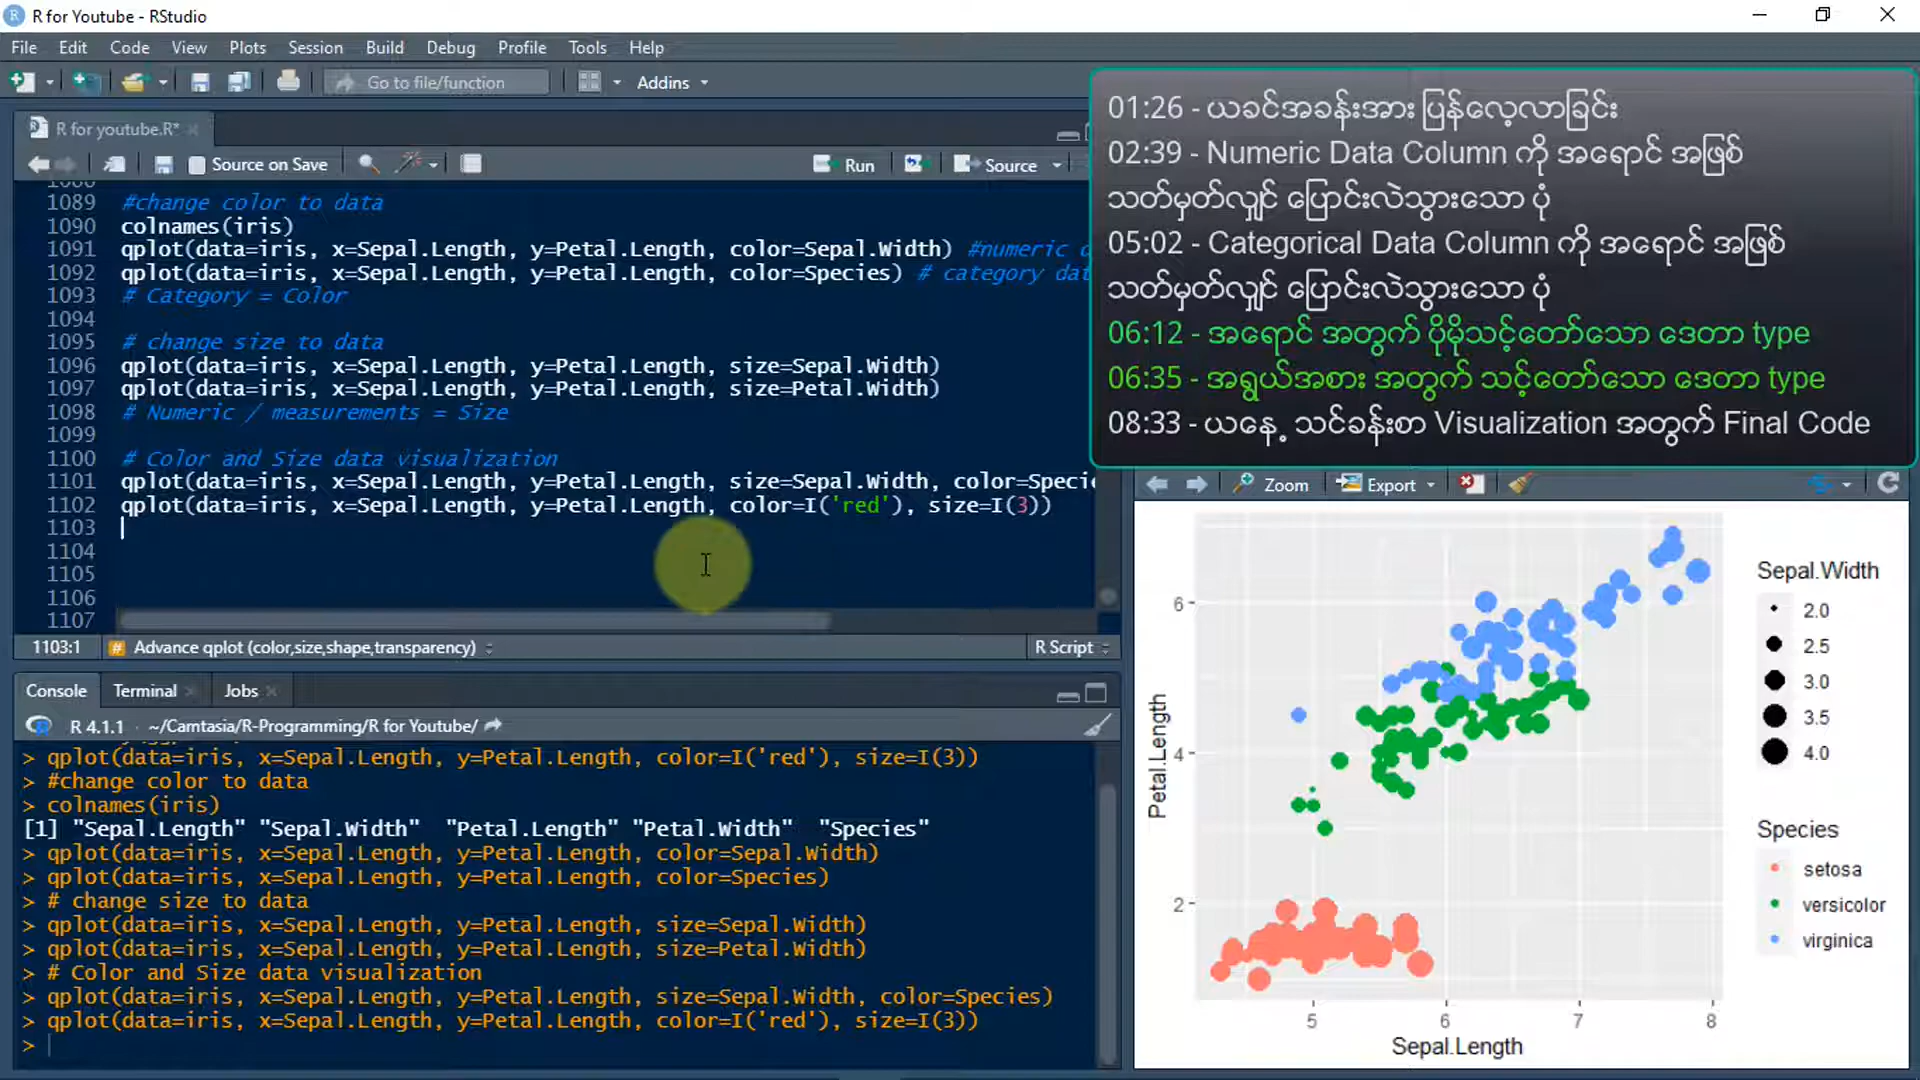 R for Youtube - RStudio
File Edit Code View Plots Session Build Debug Profile Tools Help
Go to file/function Addins
R for youtube.R*
Source on Save Run Source
1089 #change color to data
1090 colnames(iris)
1091 qplot(data=iris, x=Sepal.Length, y=Petal.Length, color=Sepal.Width) #numeric
1092 qplot(data=iris, x=Sepal.Length, y=Petal.Length, color=Species) # category
1093 # Category = Color
1094
1095 # change size to data
1096 qplot(data=iris, x=Sepal.Length, y=Petal.Length, size=Sepal.Width)
1097 qplot(data=iris, x=Sepal.Length, y=Petal.Length, size=Petal.Width)
1098 # Numeric / measurements = Size
1099
1100 # Color and Size data visualization
1101 qplot(data=iris, x=Sepal.Length, y=Petal.Length, size=Sepal.Width,
1102 qplot(data=iris, x=Sepal.Length, y=Petal.Length, color=I('red'), size=I(3))
1103
1104
1105
1106
1107
1103:1 # Advance qplot (color,size,shape,transparency) R Script
Console Terminal Jobs
R 4.1.1 · ~/Camtasia/R-Programming/R for Youtube/
> qplot(data=iris, x=Sepal.Length, y=Petal.Length, color=I('red'), size=I(3))
> #change color to data
> colnames(iris)
[1] "Sepal.Length" "Sepal.Width" "Petal.Length" "Petal.Width" "Species"
> qplot(data=iris, x=Sepal.Length, y=Petal.Length, color=Sepal.Width)
> qplot(data=iris, x=Sepal.Length, y=Petal.Length, color=Species)
> # change size to data
> qplot(data=iris, x=Sepal.Length, y=Petal.Length, size=Sepal.Width)
> qplot(data=iris, x=Sepal.Length, y=Petal.Length, size=Petal.Width)
> # Color and Size data visualization
> qplot(data=iris, x=Sepal.Length, y=Petal.Length, size=Sepal.Width, color=Species)
> qplot(data=iris, x=Sepal.Length, y=Petal.Length, color=I('red'), size=I(3))
>
01:26 - ယခင်အခန်းအား ပြန်လေ့လာခြင်း
02:39 - Numeric Data Column ကို အရောင် အဖြစ်
သတ်မှတ်လျှင် ပြောင်းလဲသွားသော ပုံ
05:02 - Categorical Data Column ကို အရောင် အဖြစ်
သတ်မှတ်လျှင် ပြောင်းလဲသွားသော ပုံ
06:12 - အရောင် အတွက် ပိုမိုသင့်တော်သော ဒေတာ type
06:35 - အရွယ်အစား အတွက် သင့်တော်သော ဒေတာ type
08:33 - ယနေ့ သင်ခန်းစာ Visualization အတွက် Final Code
Zoom Export
Petal.Length
6
4
2
5 6 7 8
Sepal.Length
Sepal.Width
2.0
2.5
3.0
3.5
4.0
Species
setosa
versicolor
virginica